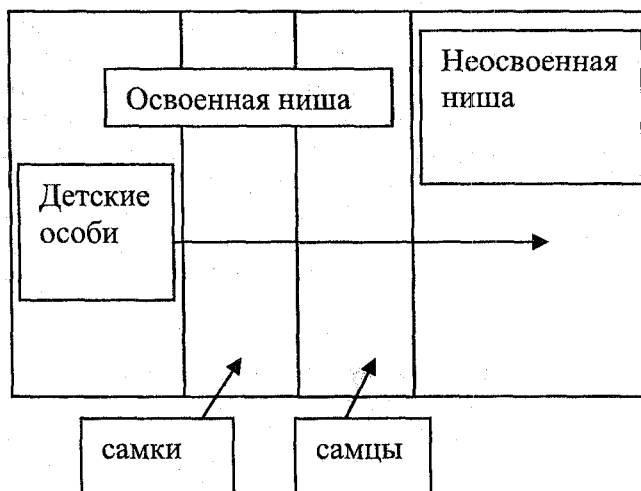 Неосвоенная
ниша
Освоенная ниша
Детские
особи
самки
самцы